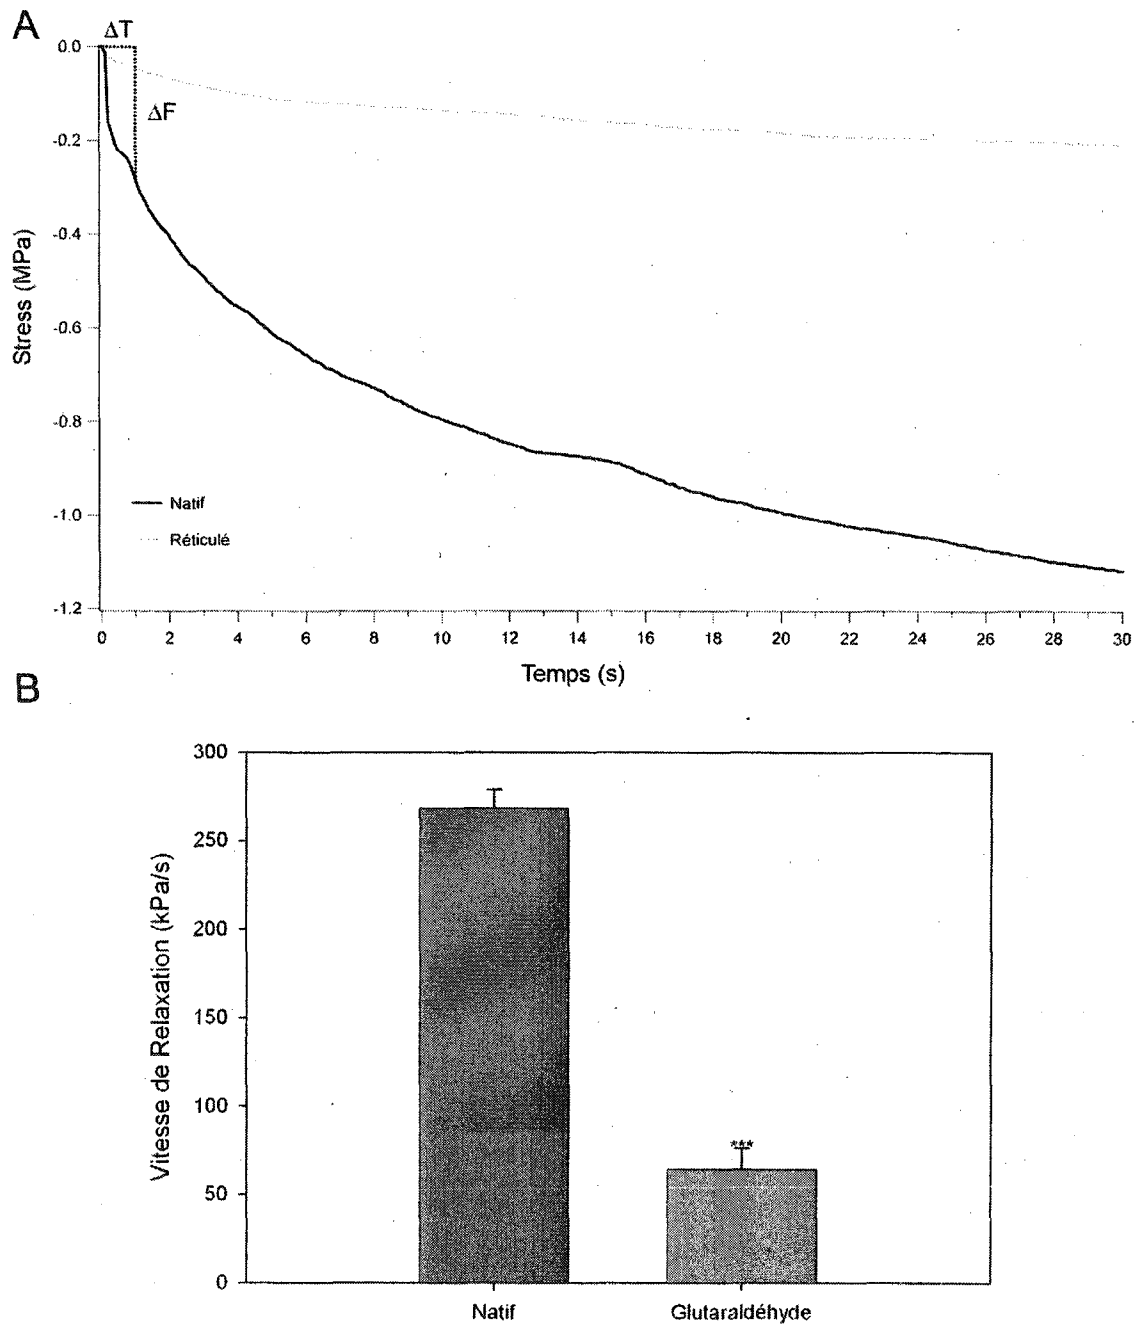 A
ΔT
ΔF
0.0
-0.2
-0.4
-0.6
-0.8
-1.0
-1.2
Stress (MPa)
Natif
Réticulé
0 2 4 6 8 10 12 14 16 18 20 22 24 26 28 30
Temps (s)
B
300
250
200
150
100
50
0
Vitesse de Relaxation (kPa/s)
***
Natif Glutaraldéhyde